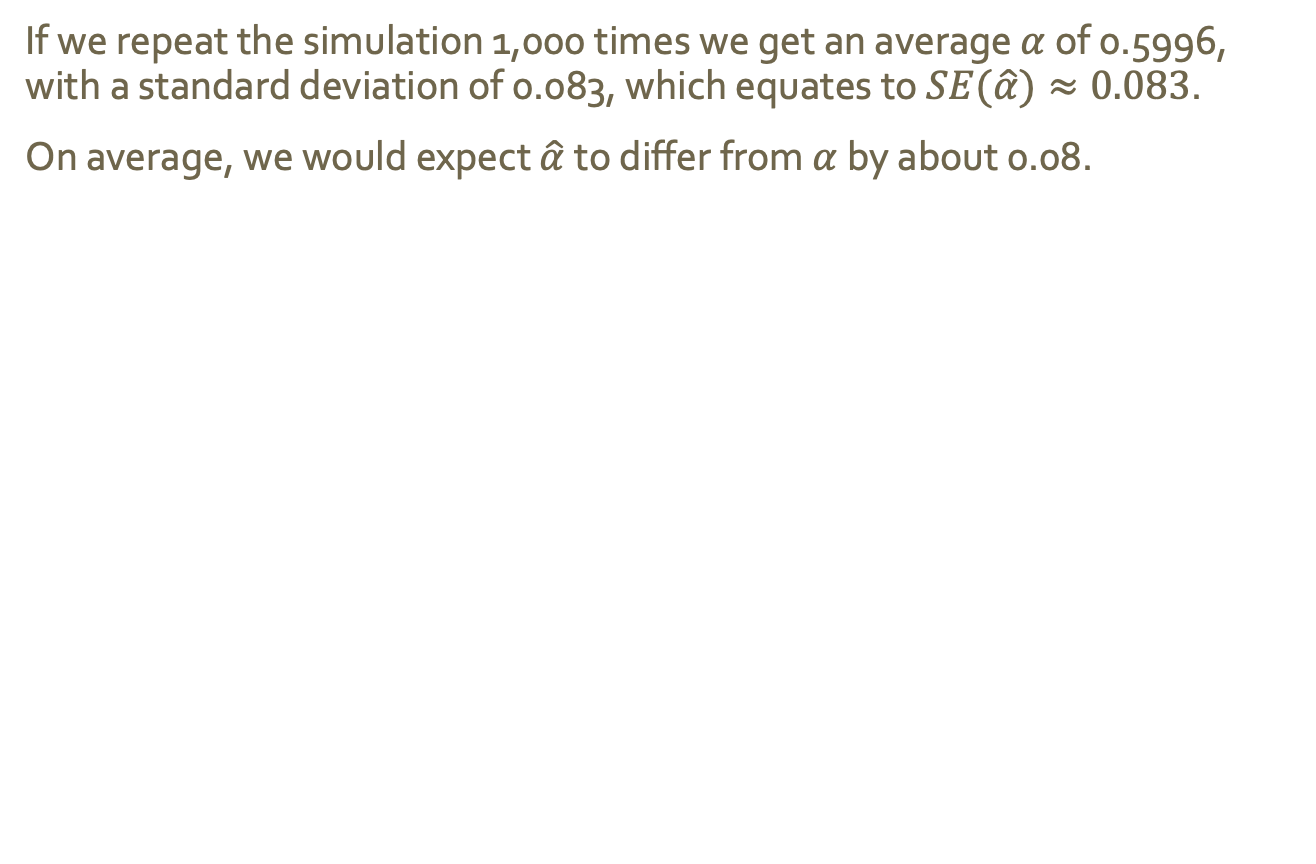 If we repeat the simulation 1,000 times we get an average α of 0.5996,
with a standard deviation of 0.083, which equates to SE(α̂) ≈ 0.083.
On average, we would expect α̂ to differ from α by about 0.08.